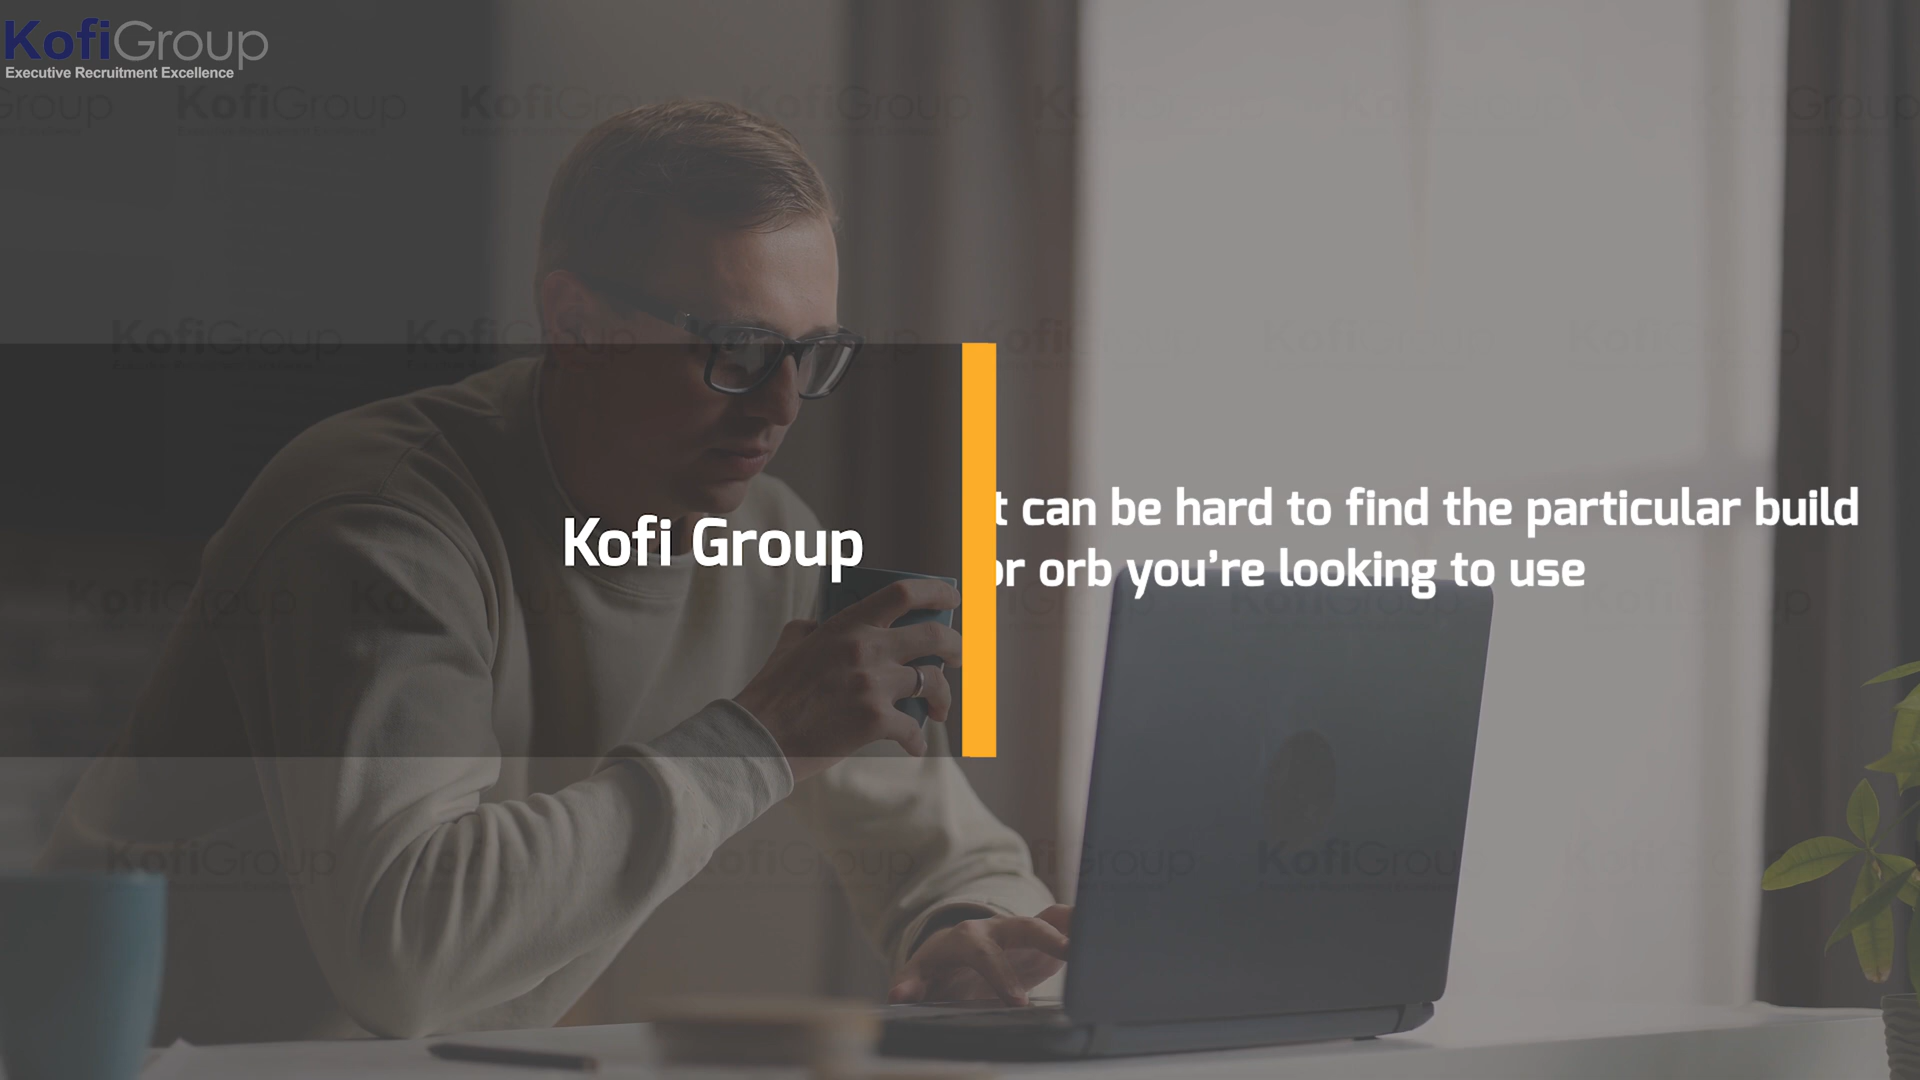 KofiGroup
Executive Recruitment Excellence
Kofi Group
t can be hard to find the particular build
or orb you're looking to use